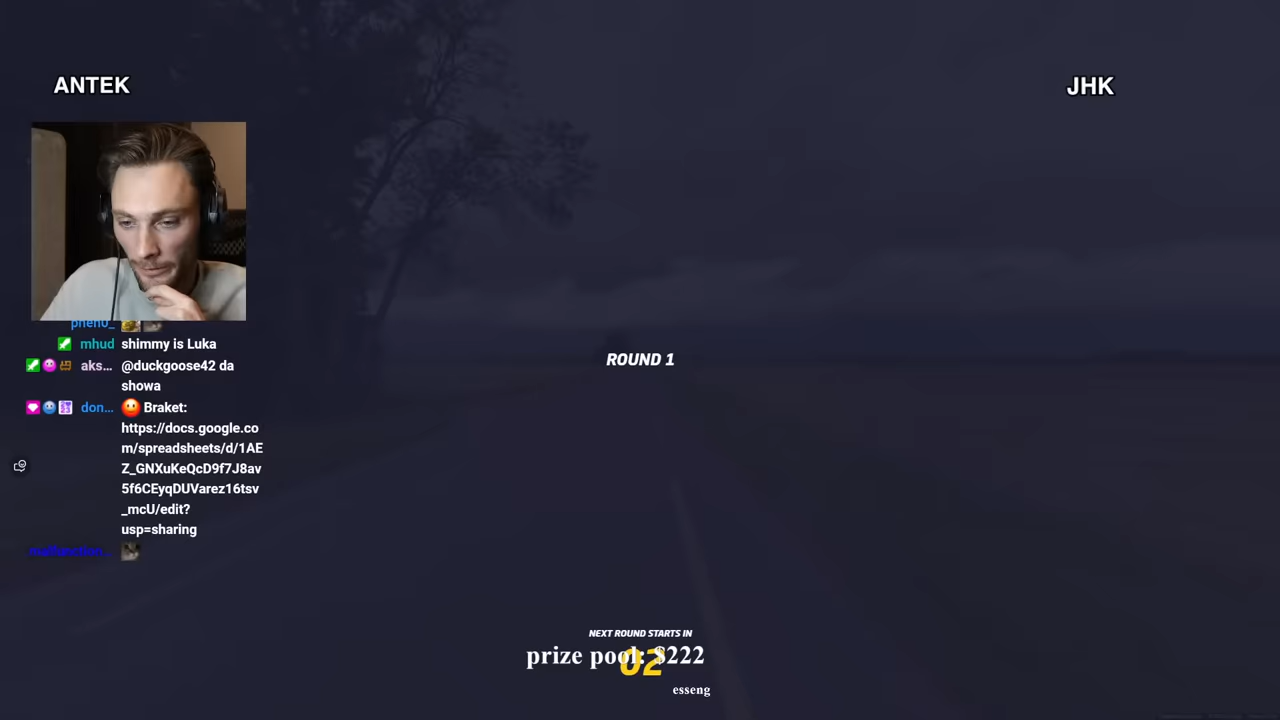 ANTEK
JHK
phen0_
mhud shimmy is Luka
aks... @duckgoose42 da
showa
don... Braket:
https://docs.google.co
m/spreadsheets/d/1AE
Z_GNXuKeQcD9f7J8av
5f6CEyqDUVarez16tsv
_mcU/edit?
usp=sharing
ROUND 1
NEXT ROUND STARTS IN
02
prize pool: $222
esseng